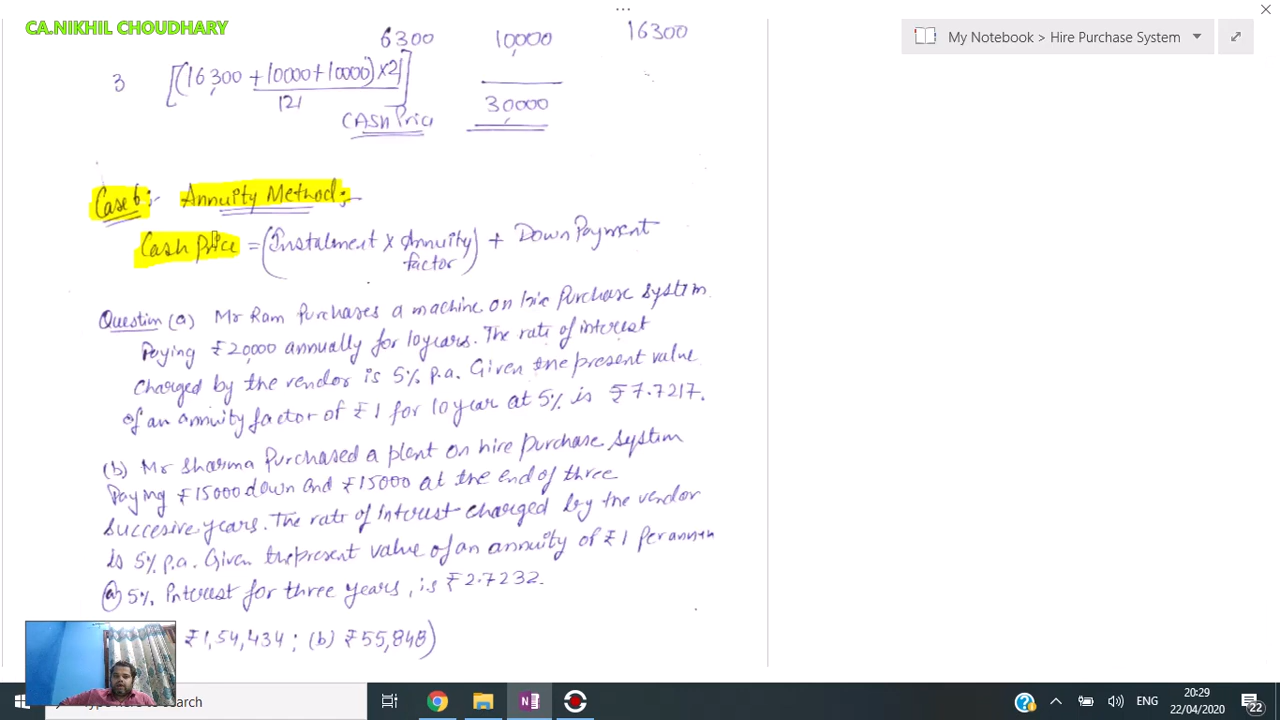 CA.NIKHIL CHOUDHARY
My Notebook > Hire Purchase System
6300 10000 16300
3 [(16300 +10000+10000) ×21]
121
30000
CASH Price
Case 6:- Annuity Method:-
Cash Price = (Instalment × Annuity factor) + Down Payment
Question (a) Mr Ram Purchases a machine on hire Purchase System
Paying ₹20,000 annually for 10 years. The rate of interest
charged by the vendor is 5% p.a. Given the present value
of an annuity factor of ₹1 for 10 year at 5% is ₹7.7217.
(b) Mr Sharma Purchased a plant on hire purchase system
Paying ₹15000 down and ₹15000 at the end of three
Succesive years. The rate of interest charged by the vendor
is 5% p.a. Given the present value of an annuity of ₹1 Per annum
@ 5% Interest for three years, is ₹2.7232.
₹1,54,434; (b) ₹55,848)
ENG
20:29
22/04/2020
22